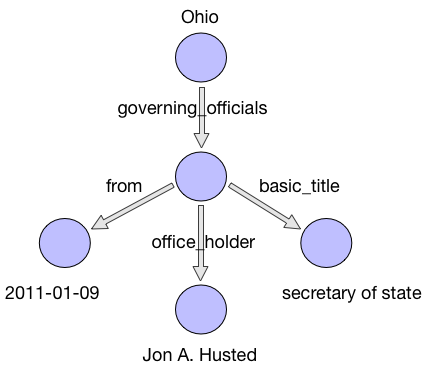 Ohio
governing_officials
from
basic_title
office_holder
2011-01-09
secretary of state
Jon A. Husted